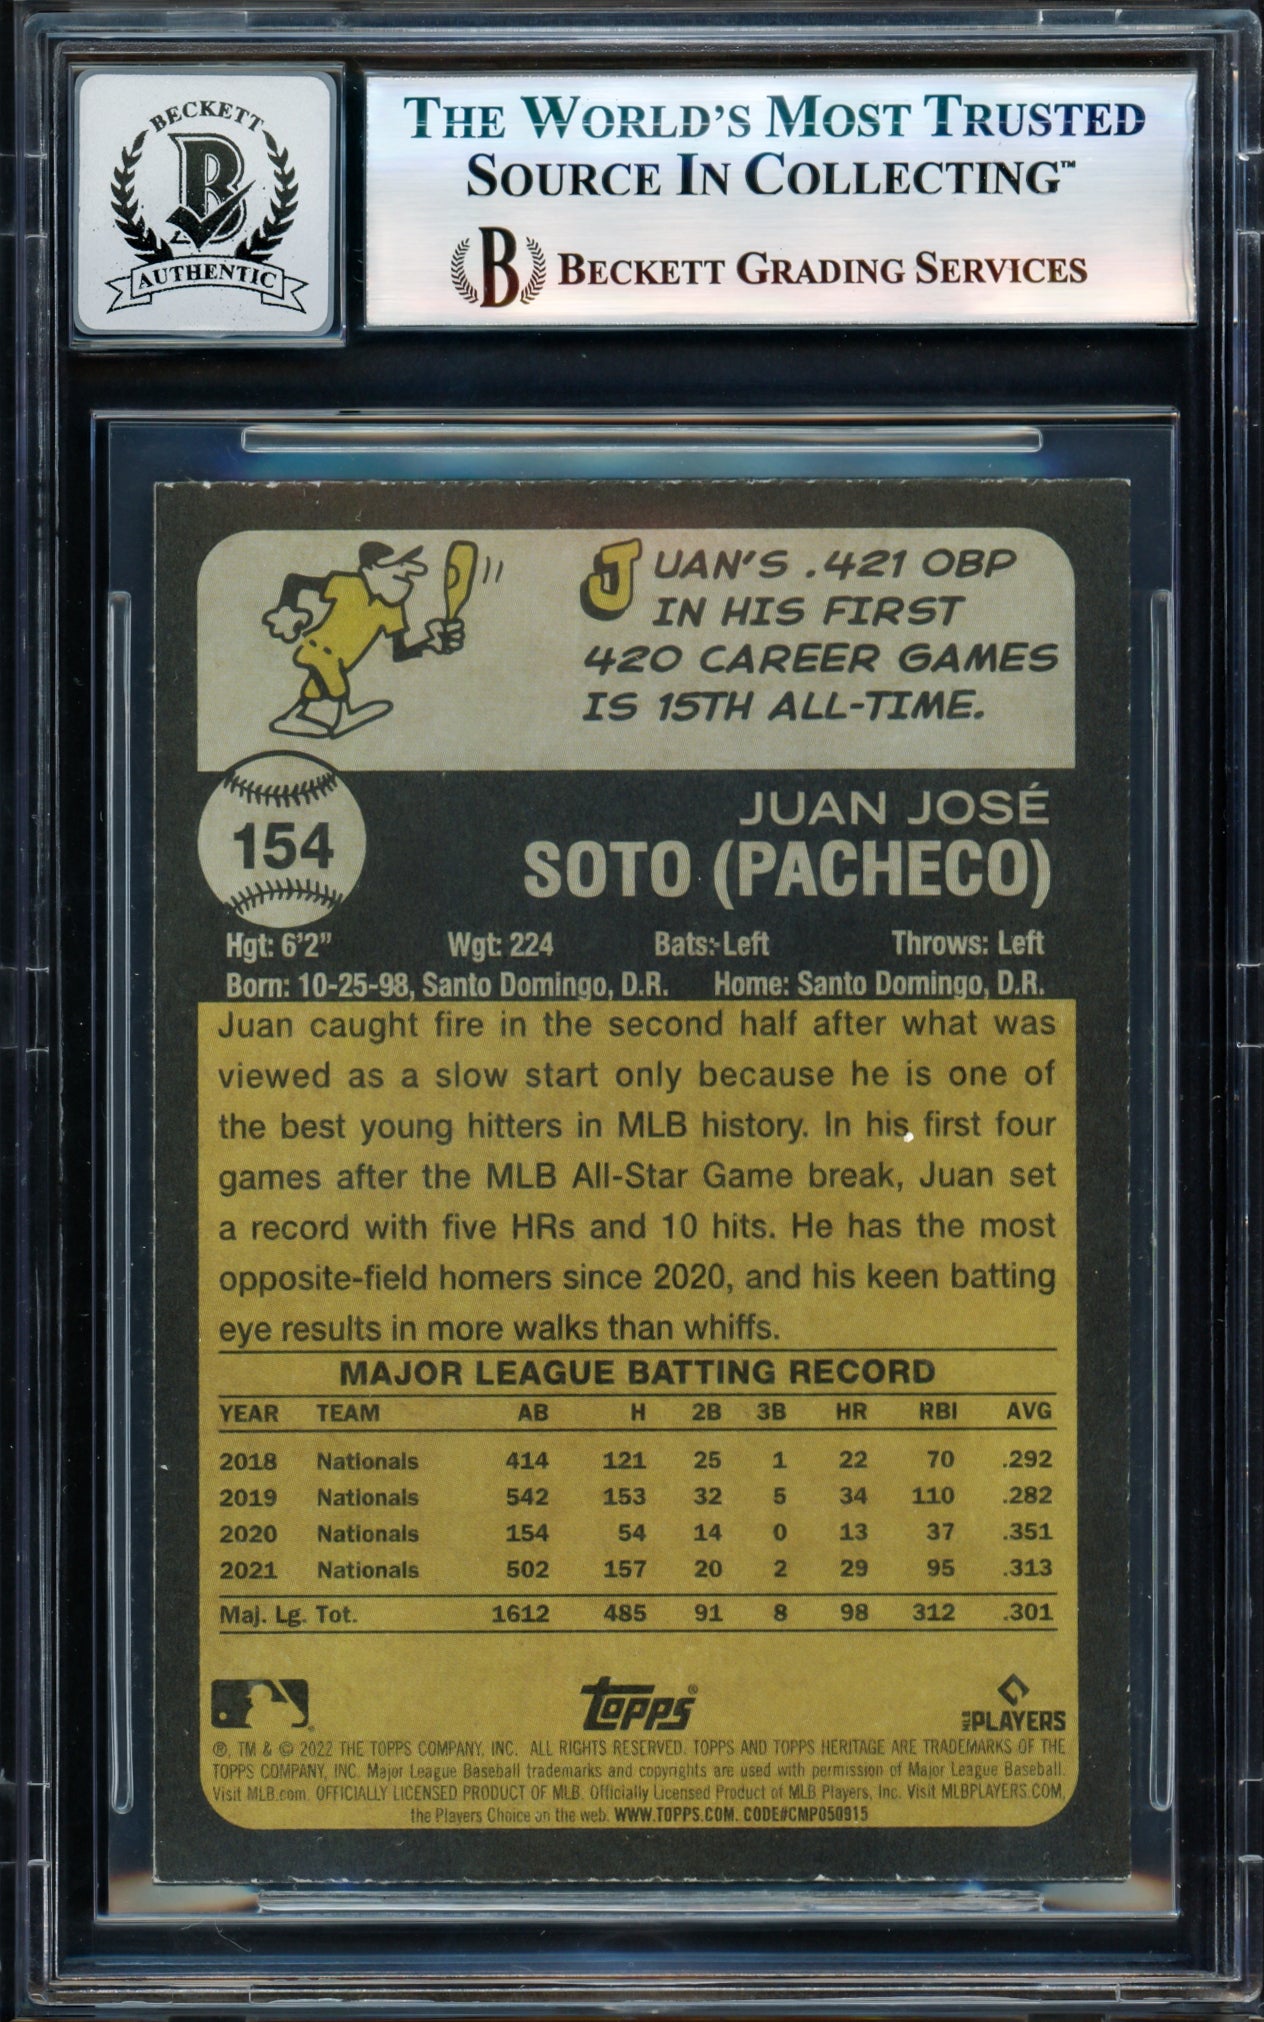 BECKETT
B
AUTHENTIC
THE WORLD'S MOST TRUSTED
SOURCE IN COLLECTING™
B BECKETT GRADING SERVICES
JUAN'S .421 OBP
IN HIS FIRST
420 CAREER GAMES
IS 15TH ALL-TIME.
154
JUAN JOSÉ
SOTO (PACHECO)
Hgt: 6'2" Wgt: 224 Bats: Left Throws: Left
Born: 10-25-98, Santo Domingo, D.R. Home: Santo Domingo, D.R.
Juan caught fire in the second half after what was
viewed as a slow start only because he is one of
the best young hitters in MLB history. In his first four
games after the MLB All-Star Game break, Juan set
a record with five HRs and 10 hits. He has the most
opposite-field homers since 2020, and his keen batting
eye results in more walks than whiffs.
MAJOR LEAGUE BATTING RECORD
YEAR TEAM AB H 2B 3B HR RBI AVG
2018 Nationals 414 121 25 1 22 70 .292
2019 Nationals 542 153 32 5 34 110 .282
2020 Nationals 154 54 14 0 13 37 .351
2021 Nationals 502 157 20 2 29 95 .313
Maj. Lg. Tot. 1612 485 91 8 98 312 .301
topps®
MLB PLAYERS
®, TM & © 2022 THE TOPPS COMPANY, INC. ALL RIGHTS RESERVED. TOPPS AND TOPPS HERITAGE ARE TRADEMARKS OF THE
TOPPS COMPANY, INC. Major League Baseball trademarks and copyrights are used with permission of Major League Baseball.
Visit MLB.com. OFFICIALLY LICENSED PRODUCT OF MLB. Officially Licensed Product of MLB Players, Inc. Visit MLBPLAYERS.COM,
the Players Choice on the web. WWW.TOPPS.COM. CODE#CMP050915